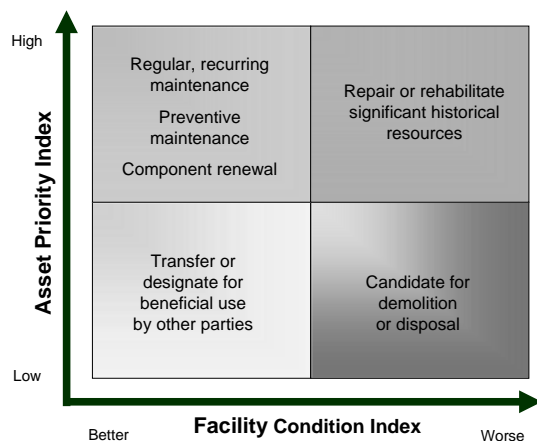 High
Asset Priority Index
Low
Regular, recurring
maintenance
Preventive
maintenance
Component renewal
Repair or rehabilitate
significant historical
resources
Transfer or
designate for
beneficial use
by other parties
Candidate for
demolition
or disposal
Better
Facility Condition Index
Worse